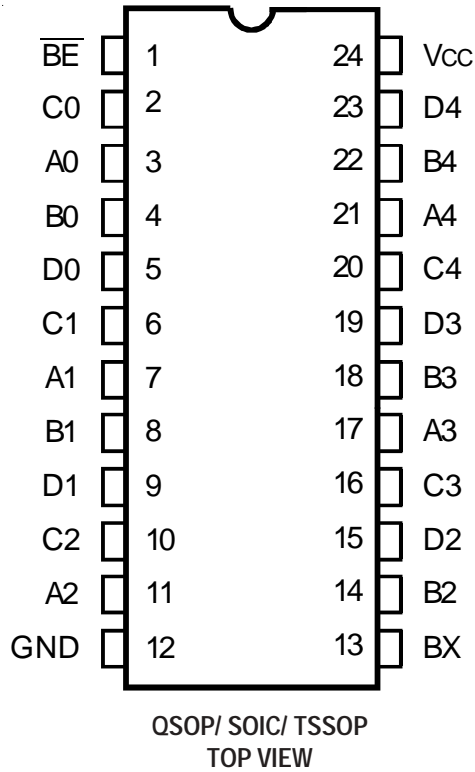 B̅E̅ 1 24 Vcc
C0 2 23 D4
A0 3 22 B4
B0 4 21 A4
D0 5 20 C4
C1 6 19 D3
A1 7 18 B3
B1 8 17 A3
D1 9 16 C3
C2 10 15 D2
A2 11 14 B2
GND 12 13 BX
QSOP/ SOIC/ TSSOP
TOP VIEW